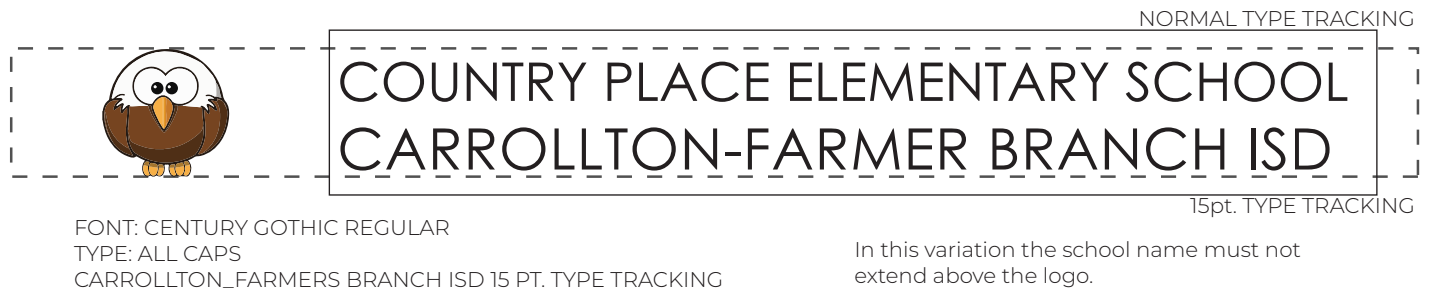 NORMAL TYPE TRACKING
COUNTRY PLACE ELEMENTARY SCHOOL
CARROLLTON-FARMER BRANCH ISD
15pt. TYPE TRACKING
FONT: CENTURY GOTHIC REGULAR
TYPE: ALL CAPS
CARROLLTON_FARMERS BRANCH ISD 15 PT. TYPE TRACKING
In this variation the school name must not
extend above the logo.